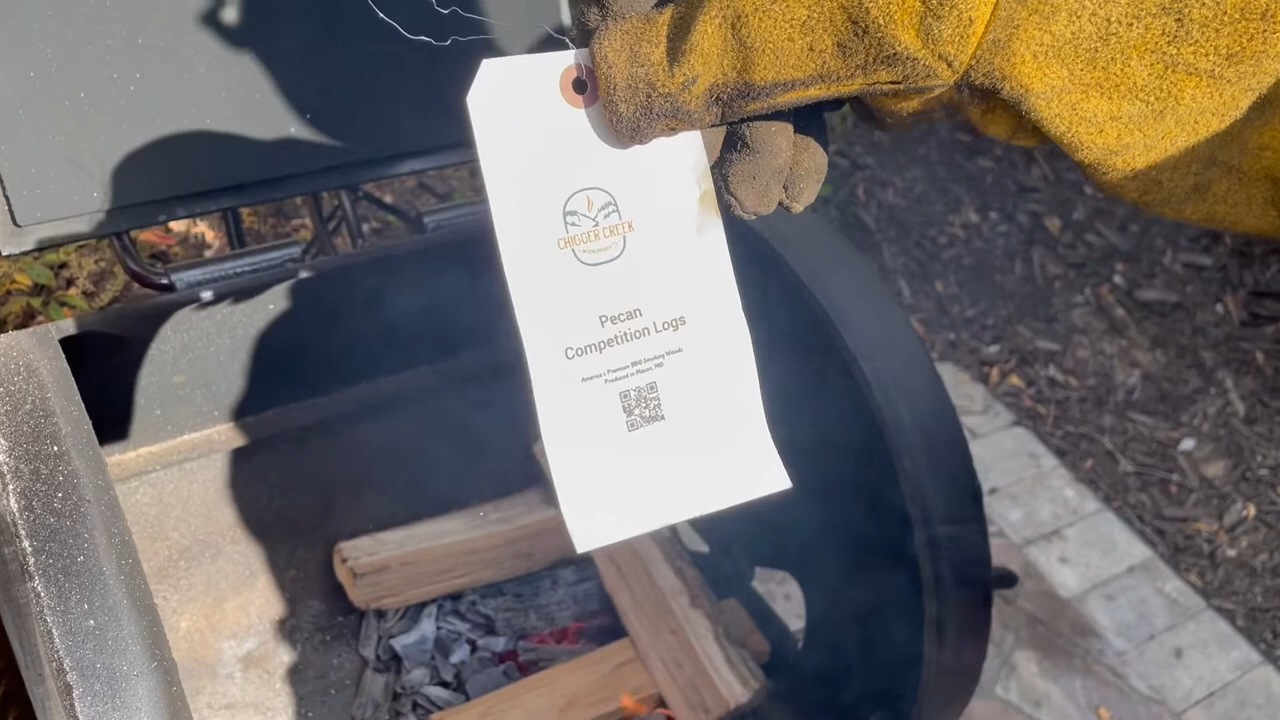 CHIGGER CREEK
Pecan
Competition Logs
America's Premium BBQ Smoking Woods
Produced in Macon, MO